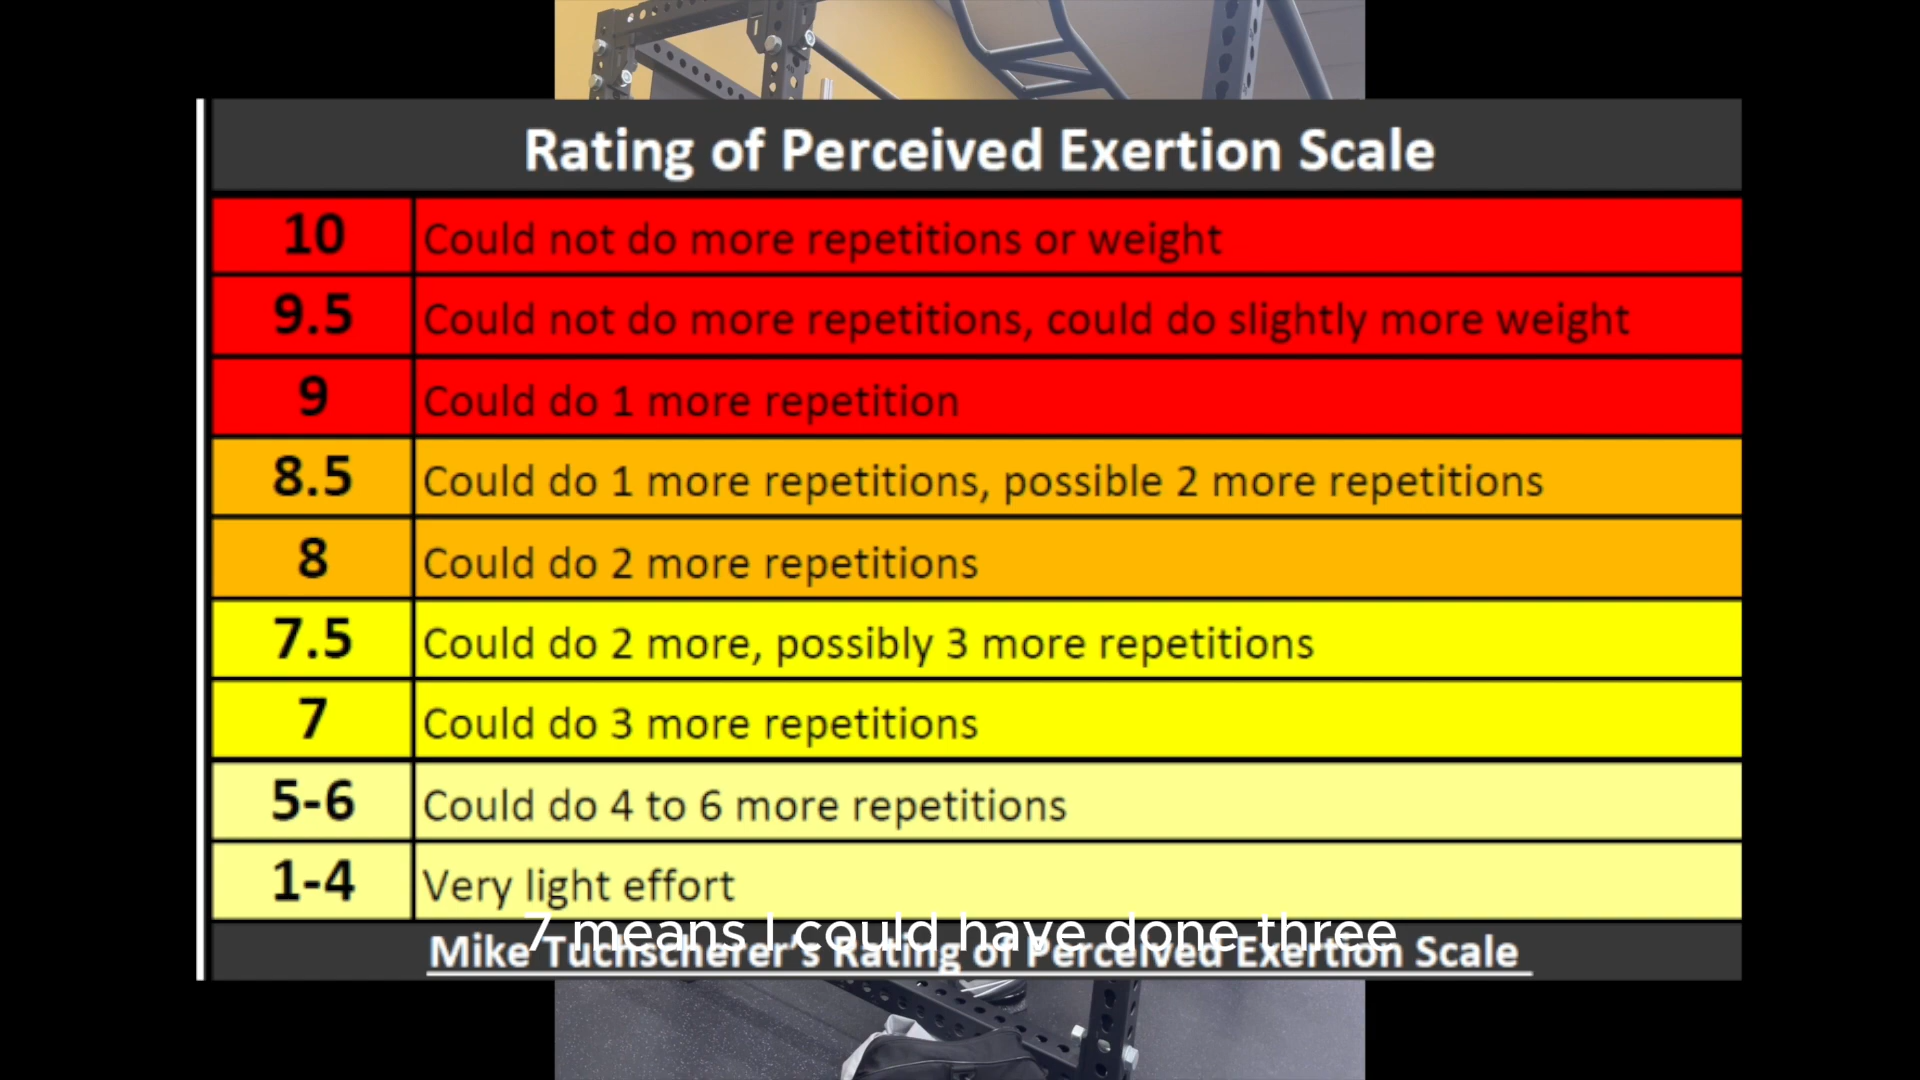 Rating of Perceived Exertion Scale
10 Could not do more repetitions or weight
9.5 Could not do more repetitions, could do slightly more weight
9 Could do 1 more repetition
8.5 Could do 1 more repetitions, possible 2 more repetitions
8 Could do 2 more repetitions
7.5 Could do 2 more, possibly 3 more repetitions
7 Could do 3 more repetitions
5-6 Could do 4 to 6 more repetitions
1-4 Very light effort
7 means I could have done three
Mike Tuchscherer's Rating of Perceived Exertion Scale